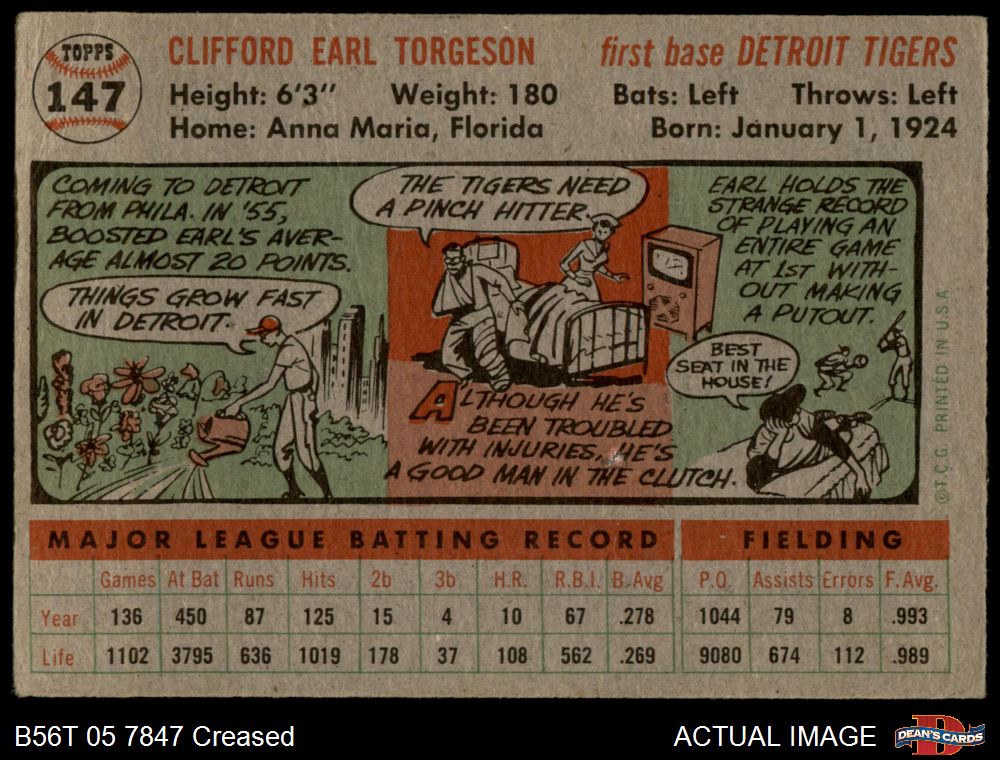 TOPPS
147
CLIFFORD EARL TORGESON first base DETROIT TIGERS
Height: 6'3" Weight: 180 Bats: Left Throws: Left
Home: Anna Maria, Florida Born: January 1, 1924
COMING TO DETROIT
FROM PHILA. IN '55,
BOOSTED EARL'S AVER-
AGE ALMOST 20 POINTS.
THINGS GROW FAST
IN DETROIT.
THE TIGERS NEED
A PINCH HITTER.
ALTHOUGH HE'S
BEEN TROUBLED
WITH INJURIES, HE'S
A GOOD MAN IN THE CLUTCH.
EARL HOLDS THE
STRANGE RECORD
OF PLAYING AN
ENTIRE GAME
AT 1ST WITH-
OUT MAKING
A PUTOUT.
BEST
SEAT IN THE
HOUSE!
©T.C.G. PRINTED IN U.S.A.
MAJOR LEAGUE BATTING RECORD FIELDING
Games At Bat Runs Hits 2b 3b H.R. R.B.I. B.Avg P.O. Assists Errors F.Avg.
Year 136 450 87 125 15 4 10 67 .278 1044 79 8 .993
Life 1102 3795 636 1019 178 37 108 562 .269 9080 674 112 .989
B56T 05 7847 Creased ACTUAL IMAGE
DEAN'S CARDS